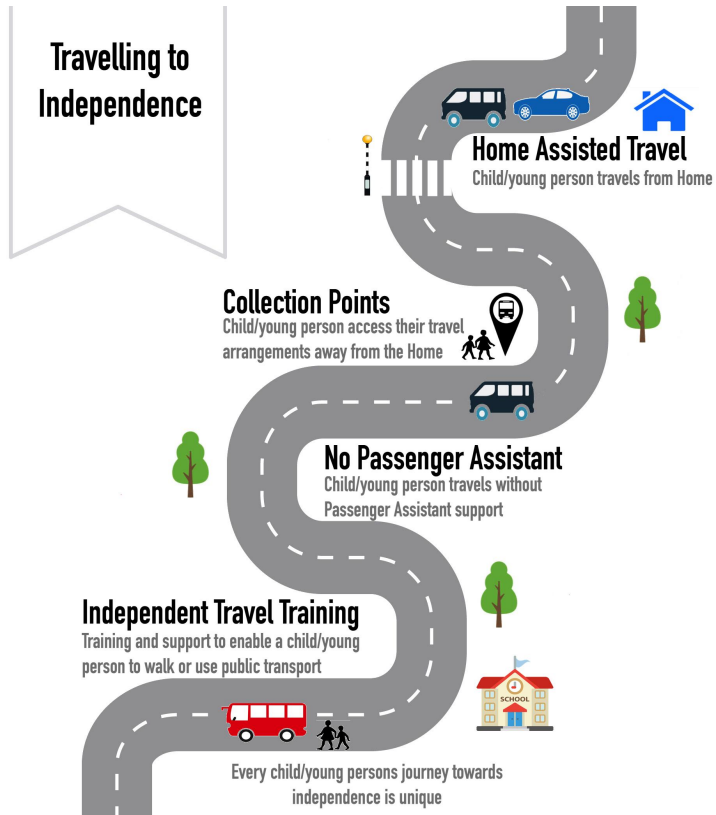 Travelling to
Independence
Home Assisted Travel
Child/young person travels from Home
Collection Points
Child/young person access their travel
arrangements away from the Home
No Passenger Assistant
Child/young person travels without
Passenger Assistant support
Independent Travel Training
Training and support to enable a child/young
person to walk or use public transport
SCHOOL
Every child/young persons journey towards
independence is unique